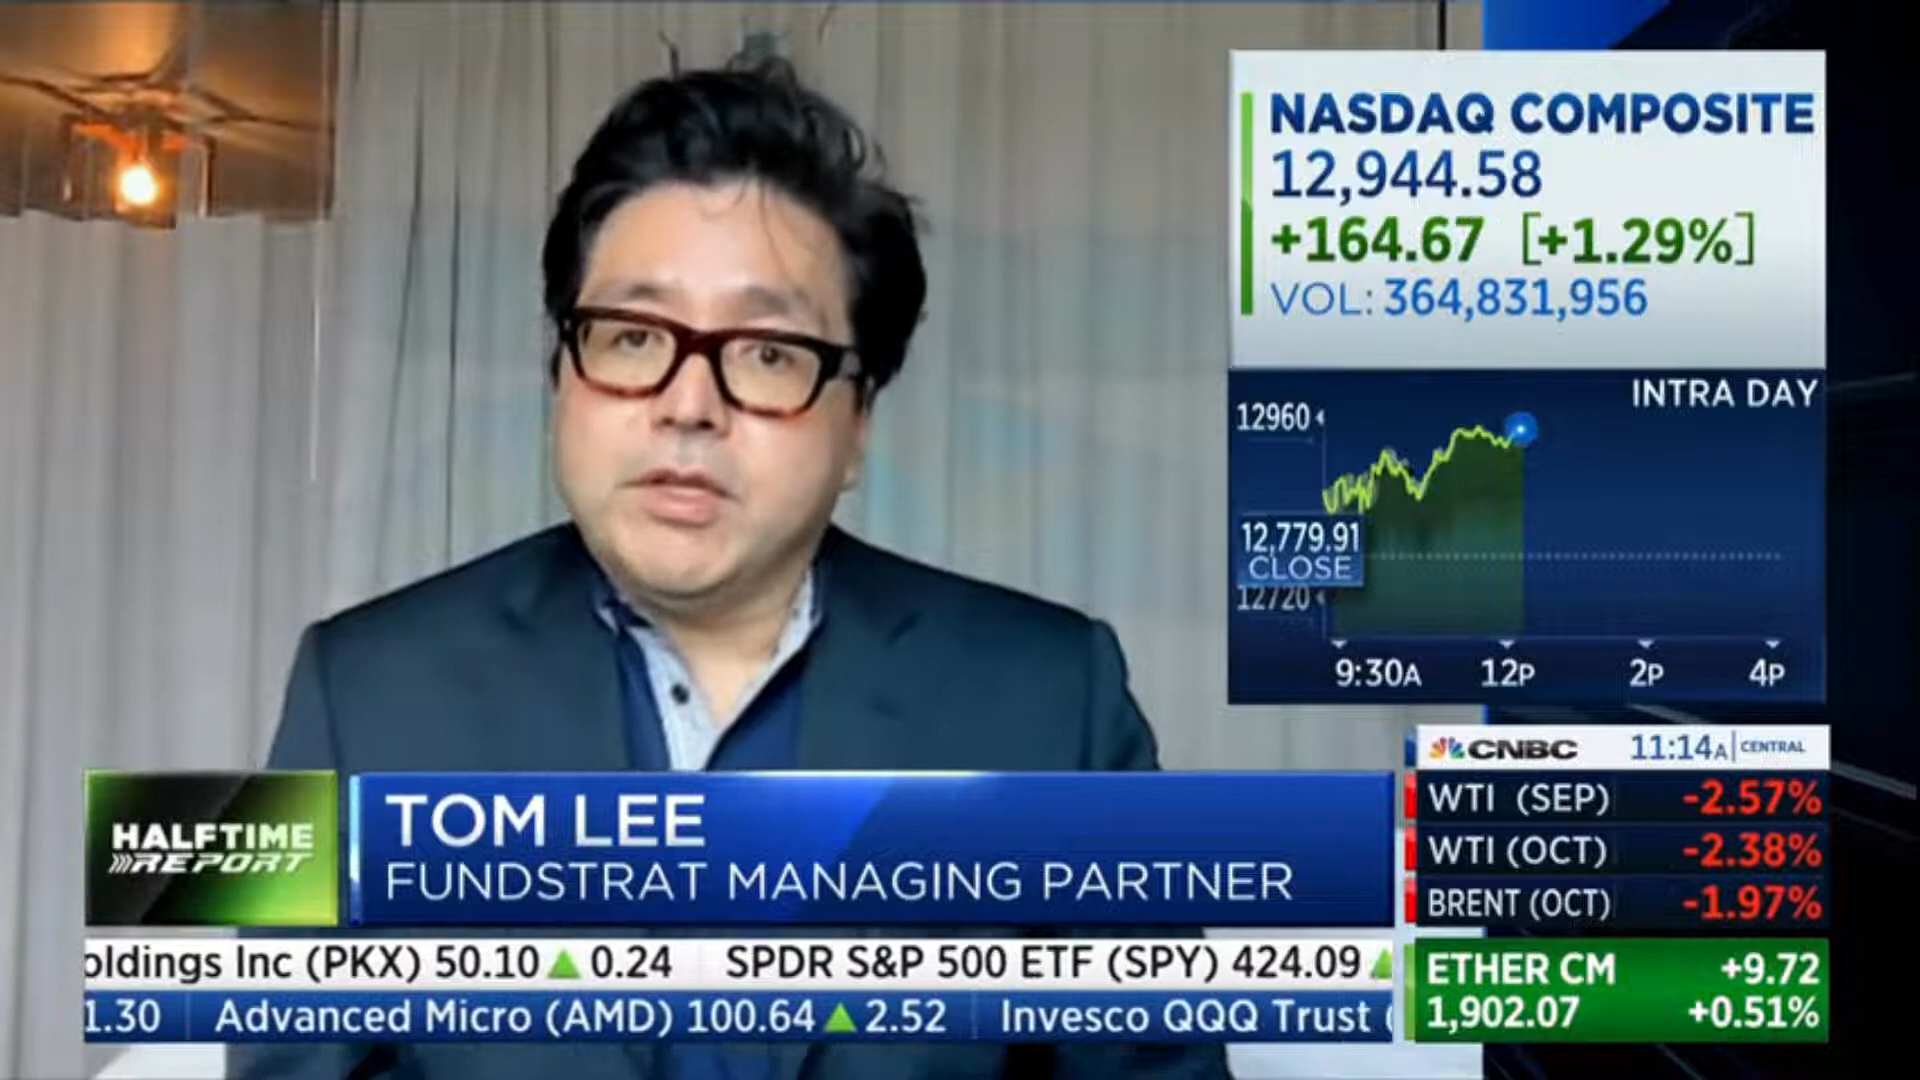 NASDAQ COMPOSITE
12,944.58
+164.67 [+1.29%]
VOL: 364,831,956
INTRA DAY
12960
12,779.91
CLOSE
12720
9:30A 12P 2P 4P
CNBC 11:14A CENTRAL
WTI (SEP) -2.57%
WTI (OCT) -2.38%
BRENT (OCT) -1.97%
ETHER CM +9.72
1,902.07 +0.51%
HALFTIME
REPORT
TOM LEE
FUNDSTRAT MANAGING PARTNER
oldings Inc (PKX) 50.10 ▲ 0.24 SPDR S&P 500 ETF (SPY) 424.09 ▲
1.30 Advanced Micro (AMD) 100.64 ▲ 2.52 Invesco QQQ Trust (